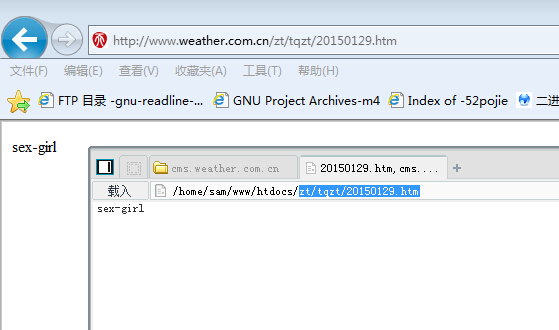 http://www.weather.com.cn/zt/tqzt/20150129.htm
文件(F) 编辑(E) 查看(V) 收藏夹(A) 工具(T) 帮助(H)
FTP 目录 -gnu-readline-... GNU Project Archives-m4 Index of -52pojie 二进
sex-girl
cms.weather.com.cn 20150129.htm,cms....
载入 /home/sam/www/htdocs/zt/tqzt/20150129.htm
sex-girl